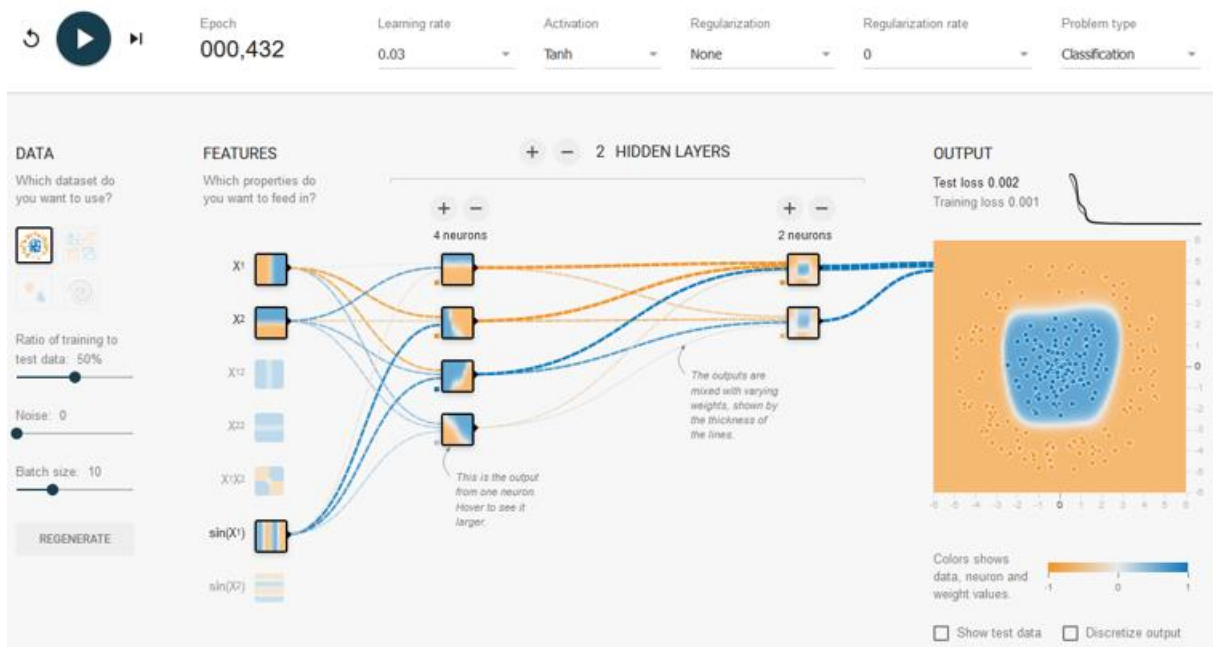 Epoch
000,432
Learning rate
0.03
Activation
Tanh
Regularization
None
Regularization rate
0
Problem type
Classification
DATA
Which dataset do
you want to use?
Ratio of training to
test data: 50%
Noise: 0
Batch size: 10
REGENERATE
FEATURES
Which properties do
you want to feed in?
X1
X2
X12
X22
X1X2
sin(X1)
sin(X2)
+ − 2 HIDDEN LAYERS
+ −
4 neurons
+ −
2 neurons
This is the output
from one neuron.
Hover to see it
larger.
The outputs are
mixed with varying
weights, shown by
the thickness of
the lines.
OUTPUT
Test loss 0.002
Training loss 0.001
6
5
4
3
2
1
0
-1
-2
-3
-4
-5
-6
-6 -5 -4 -3 -2 -1 0 1 2 3 4 5 6
Colors shows
data, neuron and
weight values.
-1 0 1
Show test data
Discretize output